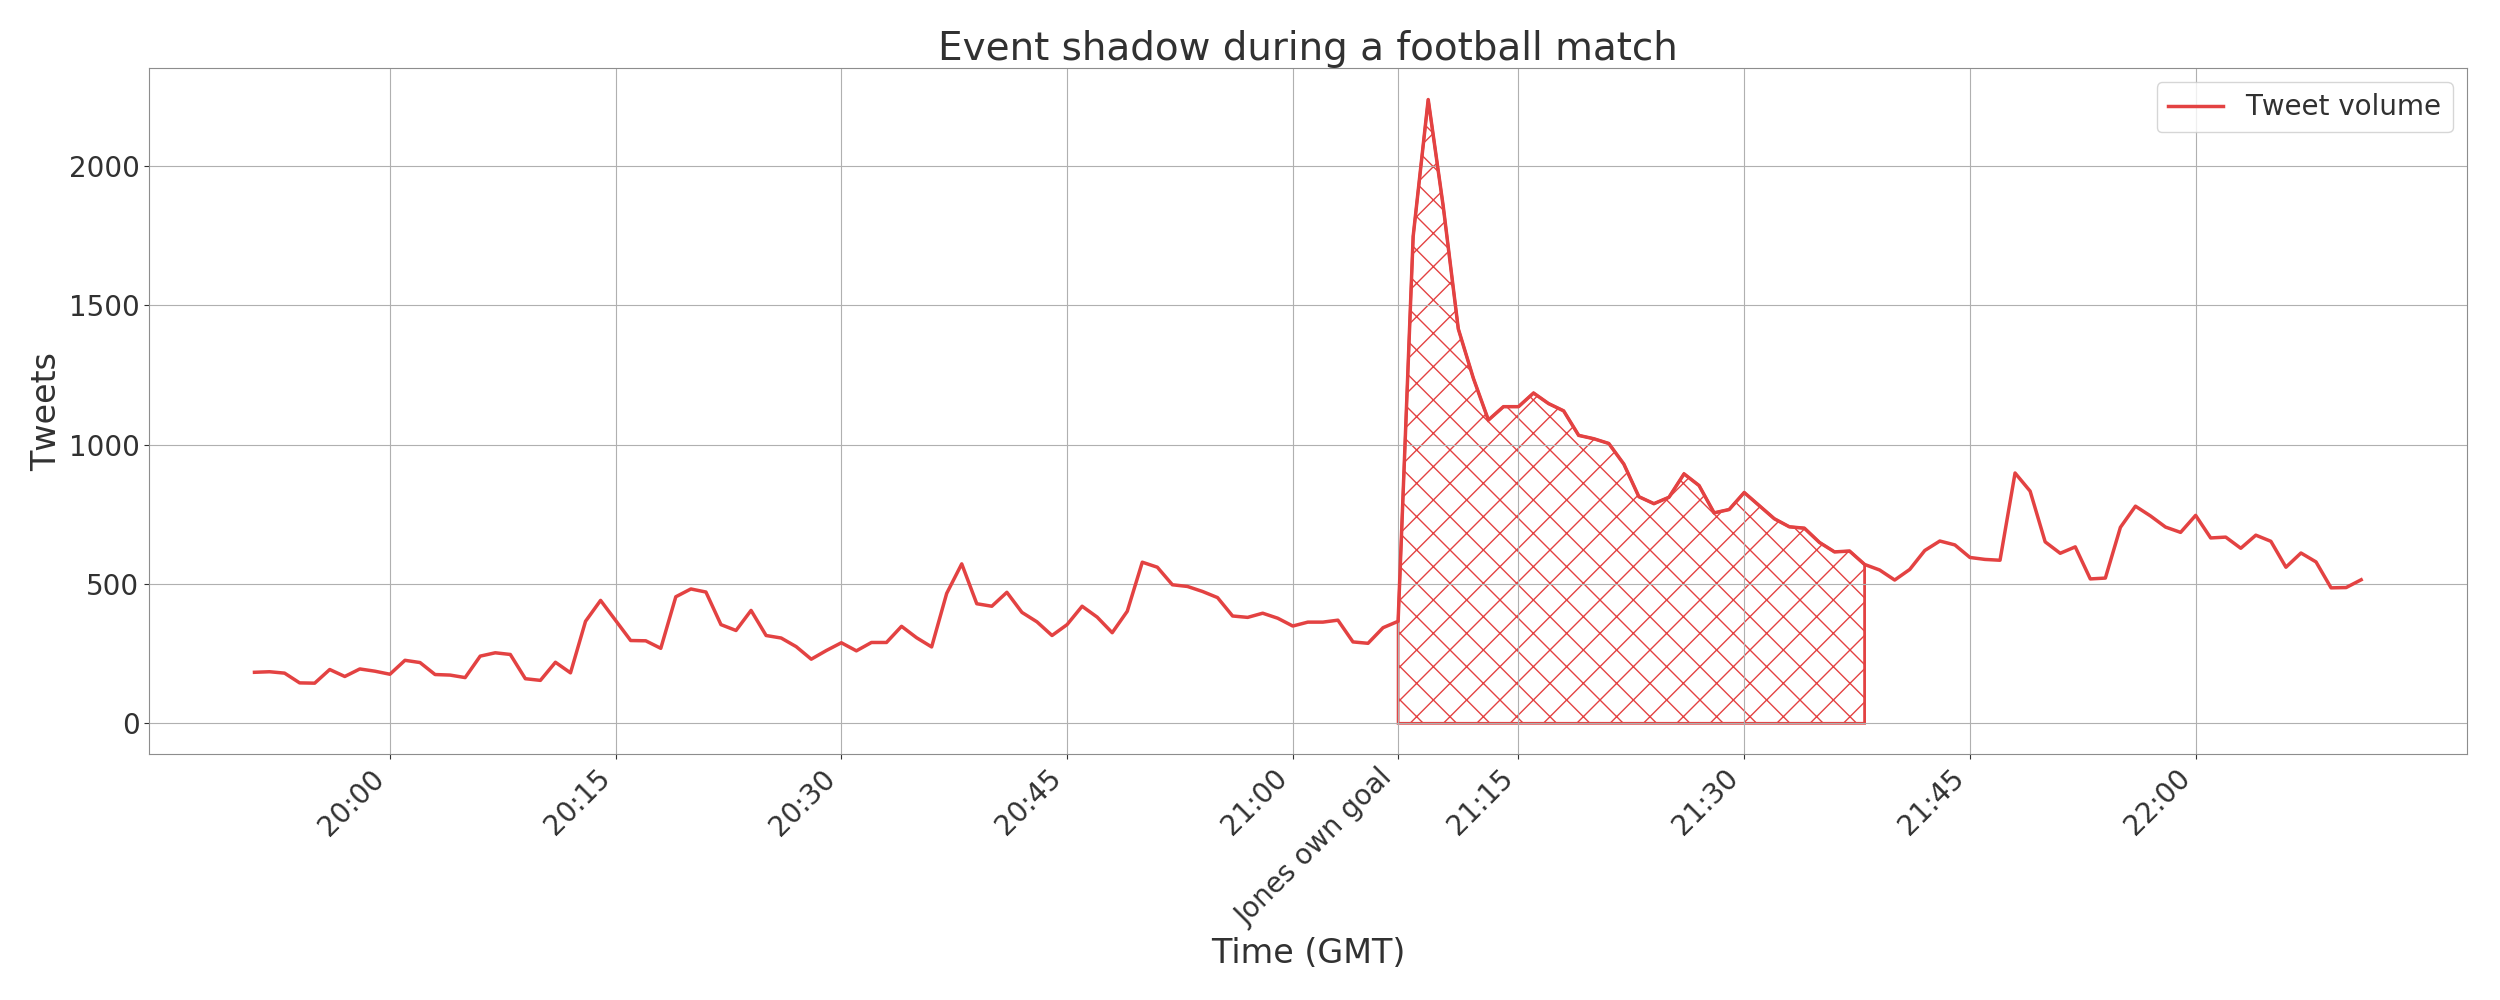 Event shadow during a football match
Tweet volume
Tweets
2000
1500
1000
500
0
20:00
20:15
20:30
20:45
21:00
Jones own goal
21:15
21:30
21:45
22:00
Time (GMT)